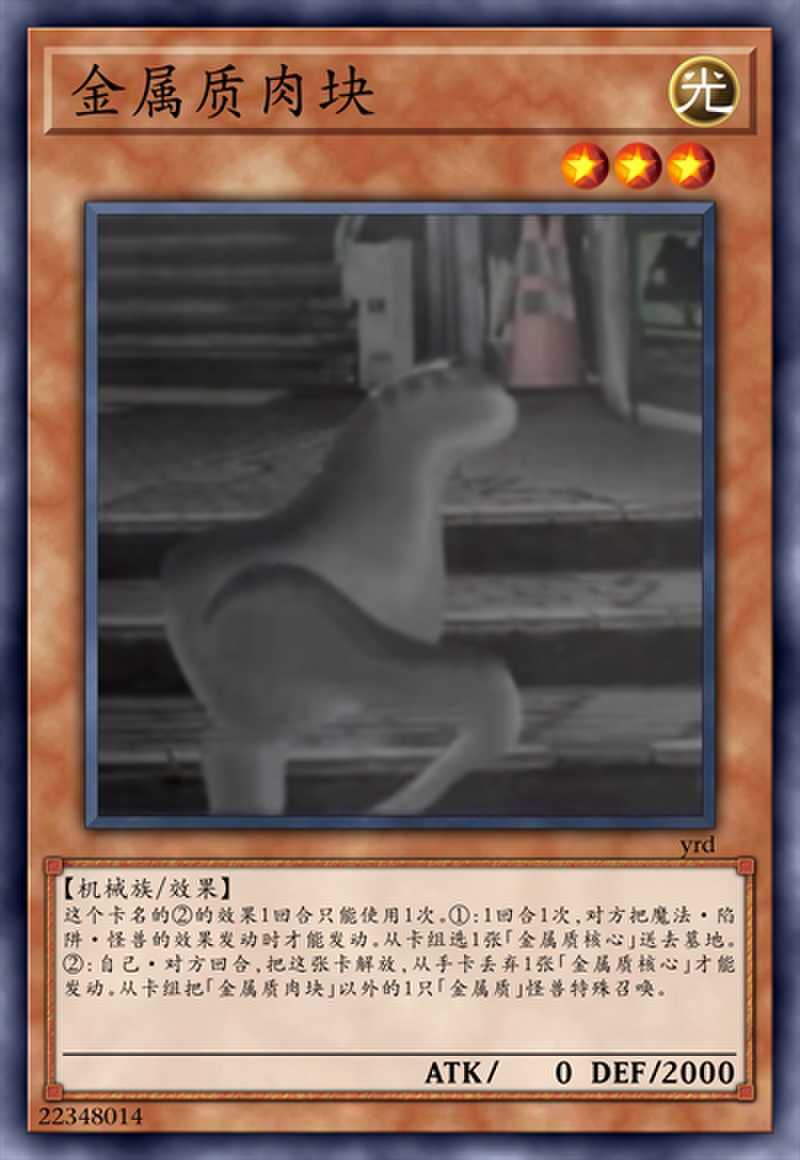 金属质肉块
光
yrd
【机械族/效果】
这个卡名的②的效果1回合只能使用1次。①:1回合1次,对方把魔法・陷
阱・怪兽的效果发动时才能发动。从卡组选1张「金属质核心」送去墓地。
②:自己・对方回合,把这张卡解放,从手卡丢弃1张「金属质核心」才能
发动。从卡组把「金属质肉块」以外的1只「金属质」怪兽特殊召唤。
ATK/ 0 DEF/2000
22348014